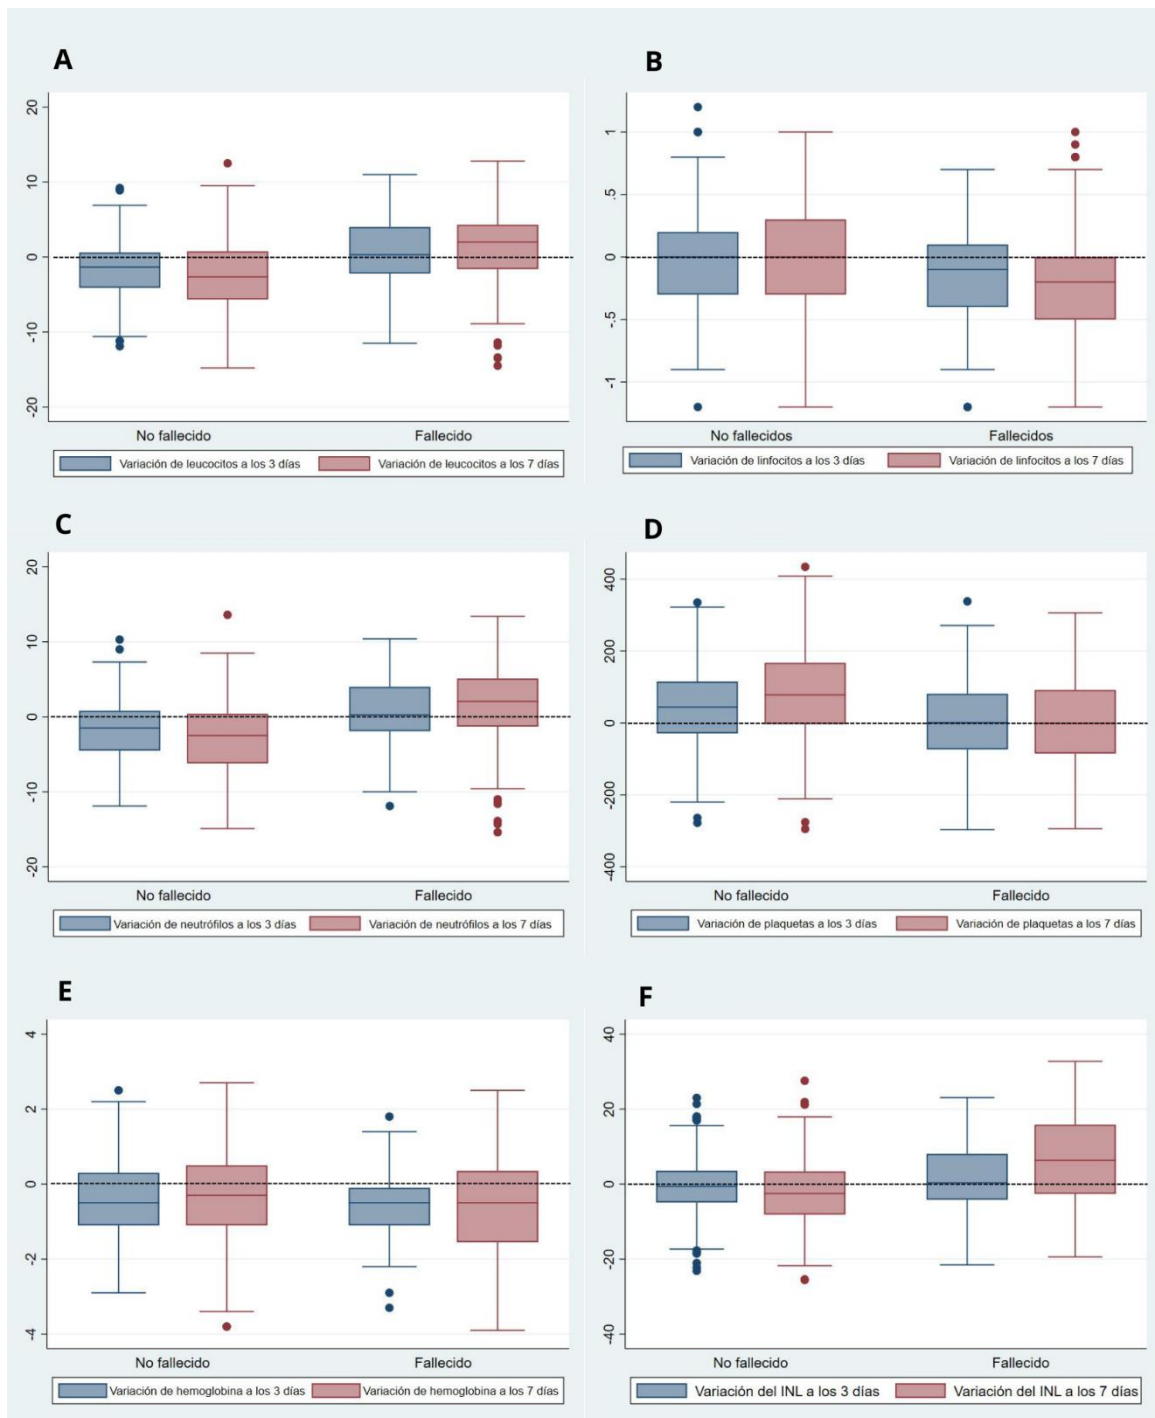 A
20
10
0
-10
-20
No fallecido Fallecido
Variación de leucocitos a los 3 días Variación de leucocitos a los 7 días
B
1
.5
0
-.5
-1
No fallecidos Fallecidos
Variación de linfocitos a los 3 días Variación de linfocitos a los 7 días
C
20
10
0
-10
-20
No fallecido Fallecido
Variación de neutrófilos a los 3 días Variación de neutrófilos a los 7 días
D
400
200
0
-200
-400
No fallecido Fallecido
Variación de plaquetas a los 3 días Variación de plaquetas a los 7 días
E
4
2
0
-2
-4
No fallecido Fallecido
Variación de hemoglobina a los 3 días Variación de hemoglobina a los 7 días
F
40
20
0
-20
-40
No fallecido Fallecido
Variación del INL a los 3 días Variación del INL a los 7 días